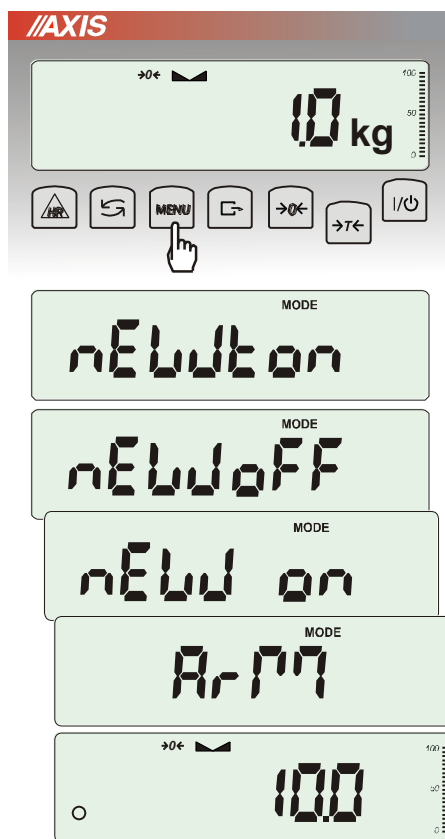 //AXIS
→0← 100
1.0 kg 50
0
HR MENU →0← →T← I/⏻
MODE
nEWton
MODE
nEWoFF
MODE
nEW on
MODE
ArM
→0← 100
10.0 50
0